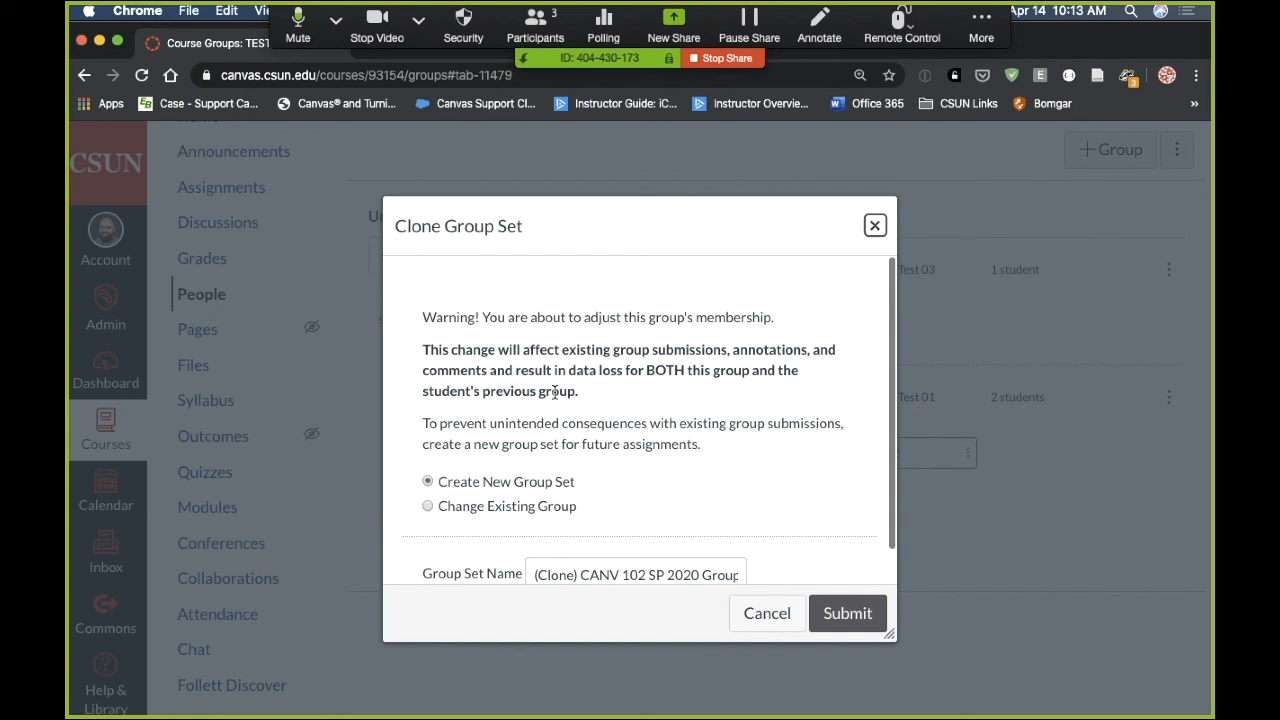 Chrome File Edit Vi
Apr 14 10:13 AM
Mute
Stop Video
Security
3
Participants
Polling
New Share
Pause Share
Annotate
Remote Control
More
ID: 404-430-173
Stop Share
Course Groups: TEST
canvas.csun.edu/courses/93154/groups#tab-11479
E
3
Apps
Case - Support Ca...
Canvas® and Turni...
Canvas Support Cl...
Instructor Guide: iC...
Instructor Overvie...
Office 365
CSUN Links
Bomgar
»
CSUN
Account
Admin
Dashboard
Courses
Calendar
Inbox
Commons
Help &
Library
Announcements
Assignments
Discussions
Grades
People
Pages
Files
Syllabus
Outcomes
Quizzes
Modules
Conferences
Collaborations
Attendance
Chat
Follett Discover
+Group
Test 03 1 student
Test 01 2 students
Clone Group Set
Warning! You are about to adjust this group's membership.
This change will affect existing group submissions, annotations, and
comments and result in data loss for BOTH this group and the
student's previous group.
To prevent unintended consequences with existing group submissions,
create a new group set for future assignments.
Create New Group Set
Change Existing Group
Group Set Name (Clone) CANV 102 SP 2020 Group
Cancel
Submit